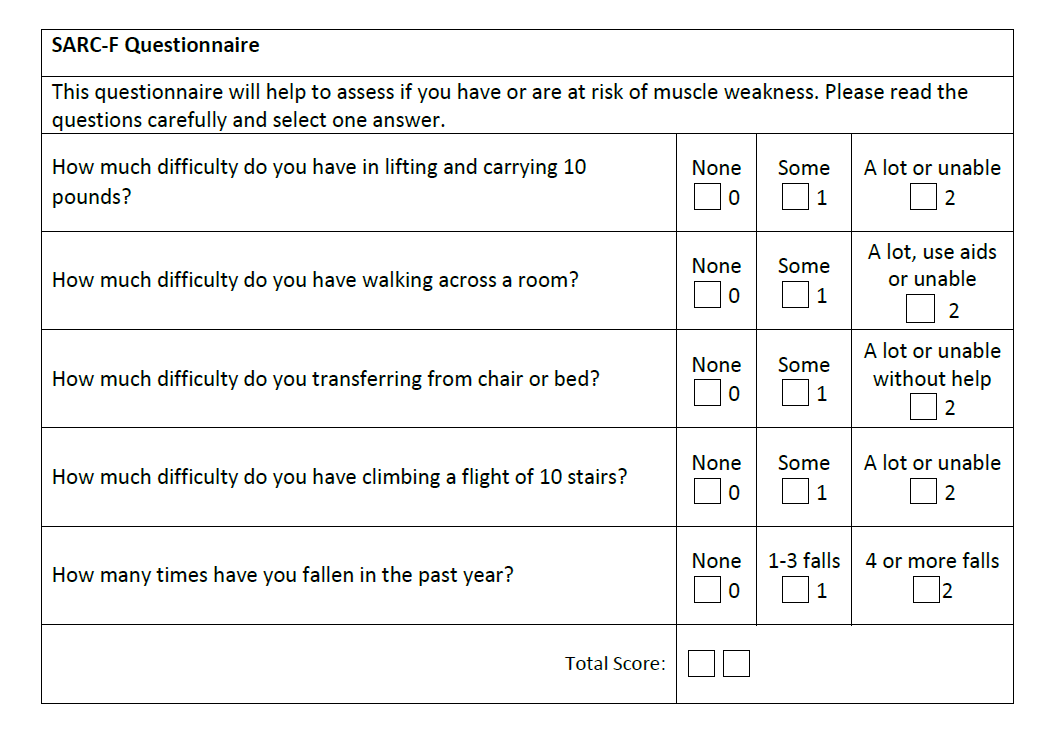 SARC-F Questionnaire
This questionnaire will help to assess if you have or are at risk of muscle weakness. Please read the
questions carefully and select one answer.
How much difficulty do you have in lifting and carrying 10
pounds?
None
0
Some
1
A lot or unable
2
How much difficulty do you have walking across a room?
None
0
Some
1
A lot, use aids
or unable
2
How much difficulty do you transferring from chair or bed?
None
0
Some
1
A lot or unable
without help
2
How much difficulty do you have climbing a flight of 10 stairs?
None
0
Some
1
A lot or unable
2
How many times have you fallen in the past year?
None
0
1-3 falls
1
4 or more falls
2
Total Score: